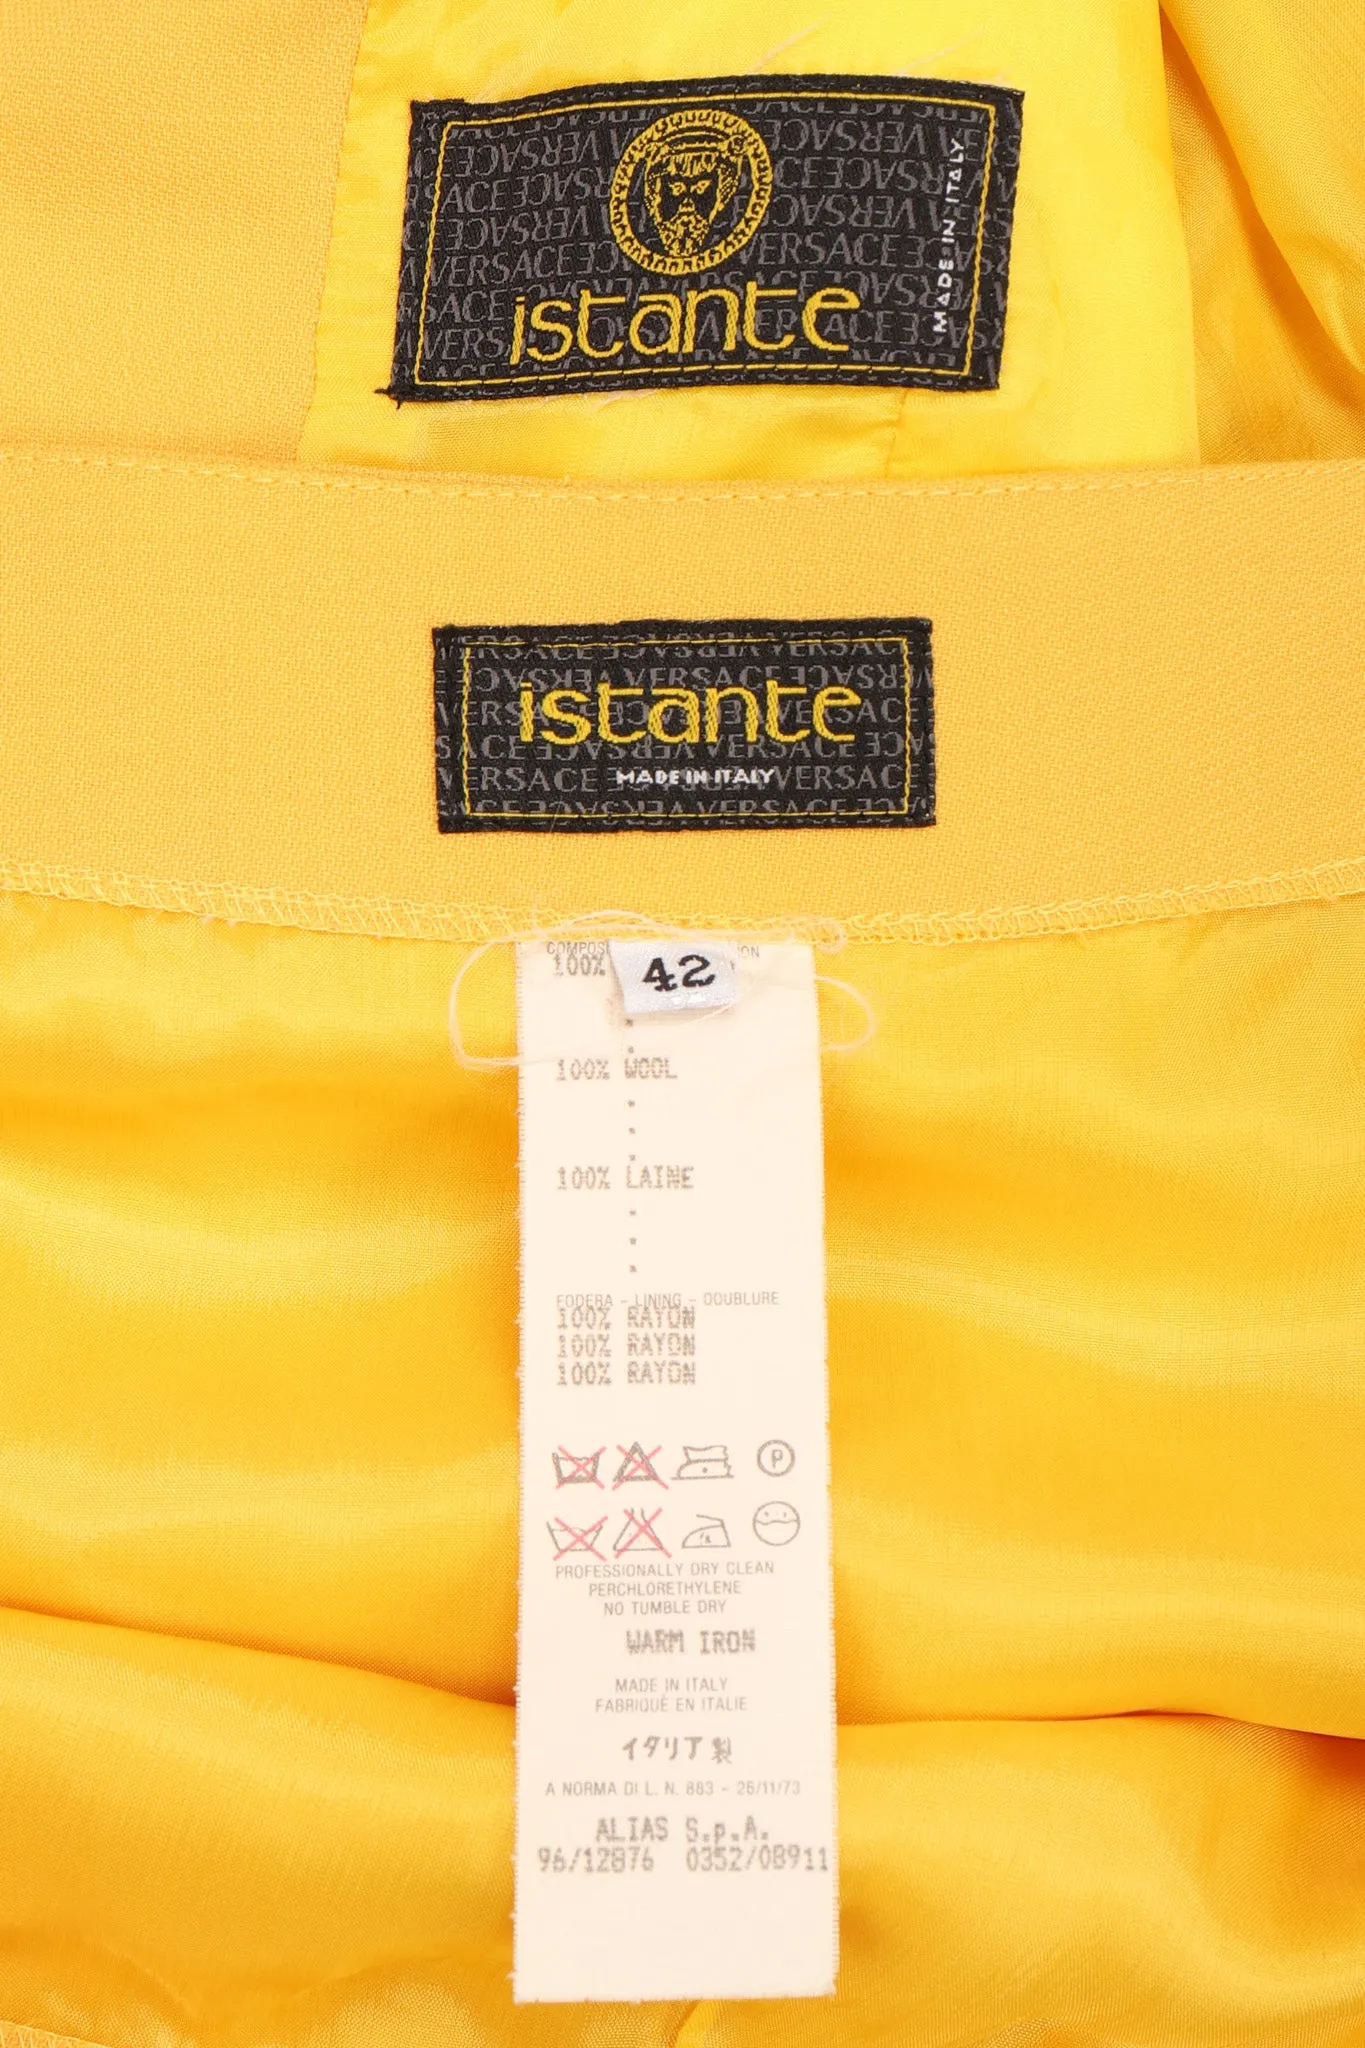 istante
MADE IN ITALY
istante
MADE IN ITALY
42
100%
100% WOOL
100% LAINE
FODERA - LINING - DOUBLURE
100% RAYON
100% RAYON
100% RAYON
P
PROFESSIONALLY DRY CLEAN
PERCHLORETHYLENE
NO TUMBLE DRY
WARM IRON
MADE IN ITALY
FABRIQUÉ EN ITALIE
イタリア製
A NORMA DI L. N. 883 - 26/11/73
ALIAS S.p.A.
96/12876 0352/08911